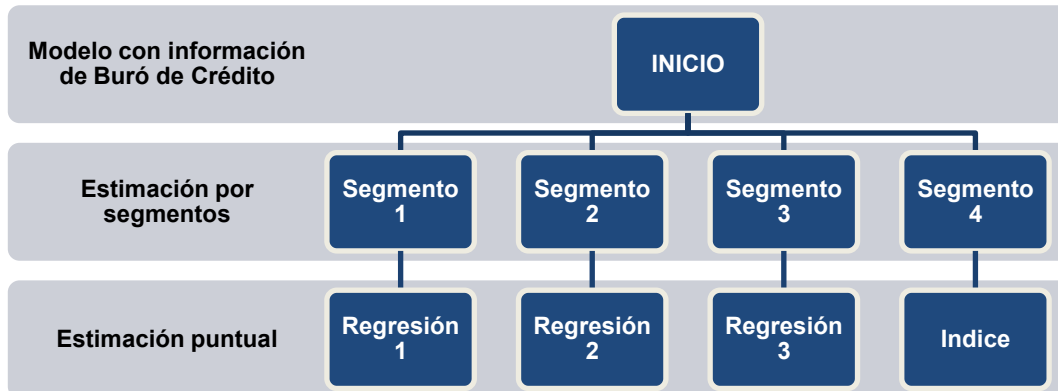 Modelo con información
de Buró de Crédito
INICIO
Estimación por
segmentos
Segmento
1
Segmento
2
Segmento
3
Segmento
4
Estimación puntual
Regresión
1
Regresión
2
Regresión
3
Indice